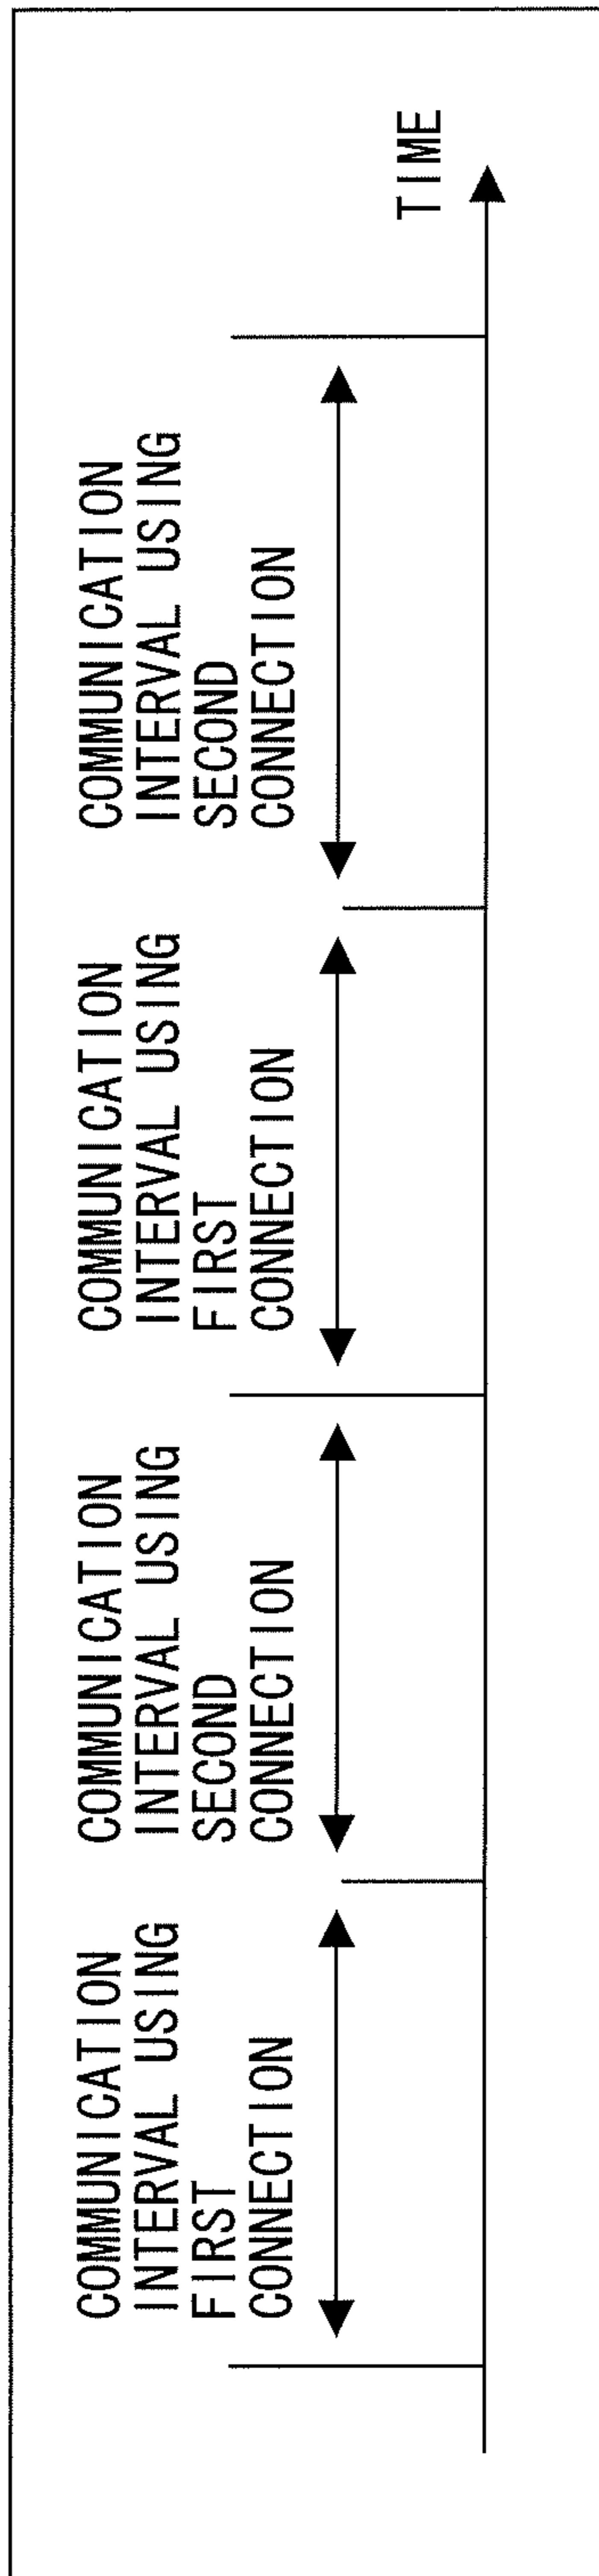 COMMUNICATION
INTERVAL USING
FIRST
CONNECTION
COMMUNICATION
INTERVAL USING
SECOND
CONNECTION
COMMUNICATION
INTERVAL USING
FIRST
CONNECTION
COMMUNICATION
INTERVAL USING
SECOND
CONNECTION
TIME